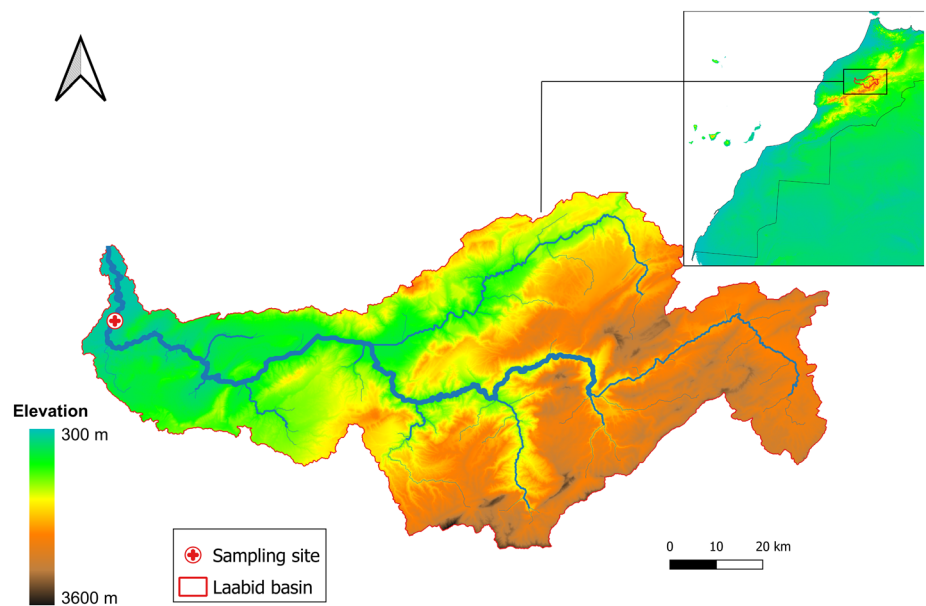 Elevation
300 m
3600 m
Sampling site
Laabid basin
0 10 20 km